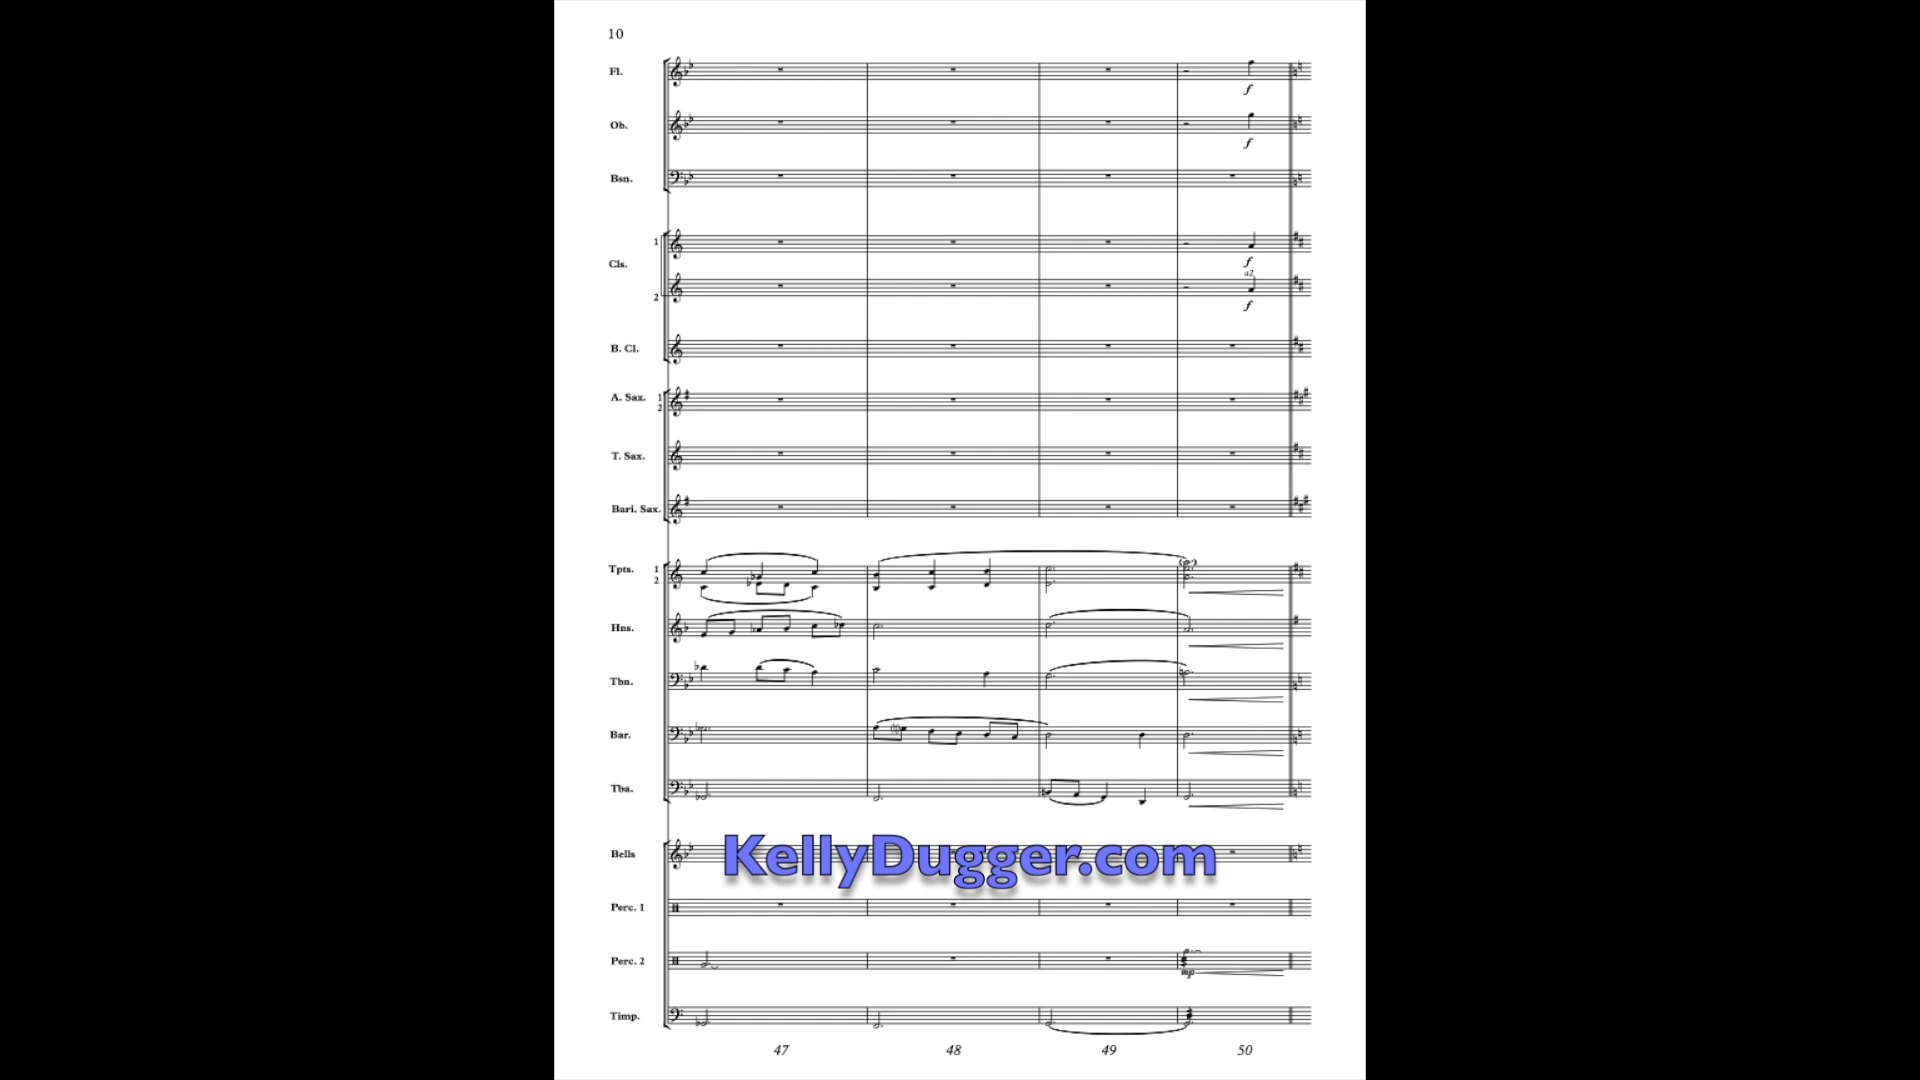 10
Fl.
f
Ob.
f
Bsn.
1
Cls.
f
a2
2
f
B. Cl.
A. Sax. 1
2
T. Sax.
Bari. Sax.
Tpts. 1
2
Hns.
Tbn.
Bar.
Tba.
Bells
KellyDugger.com
Perc. 1
Perc. 2
mp
Timp.
47 48 49 50